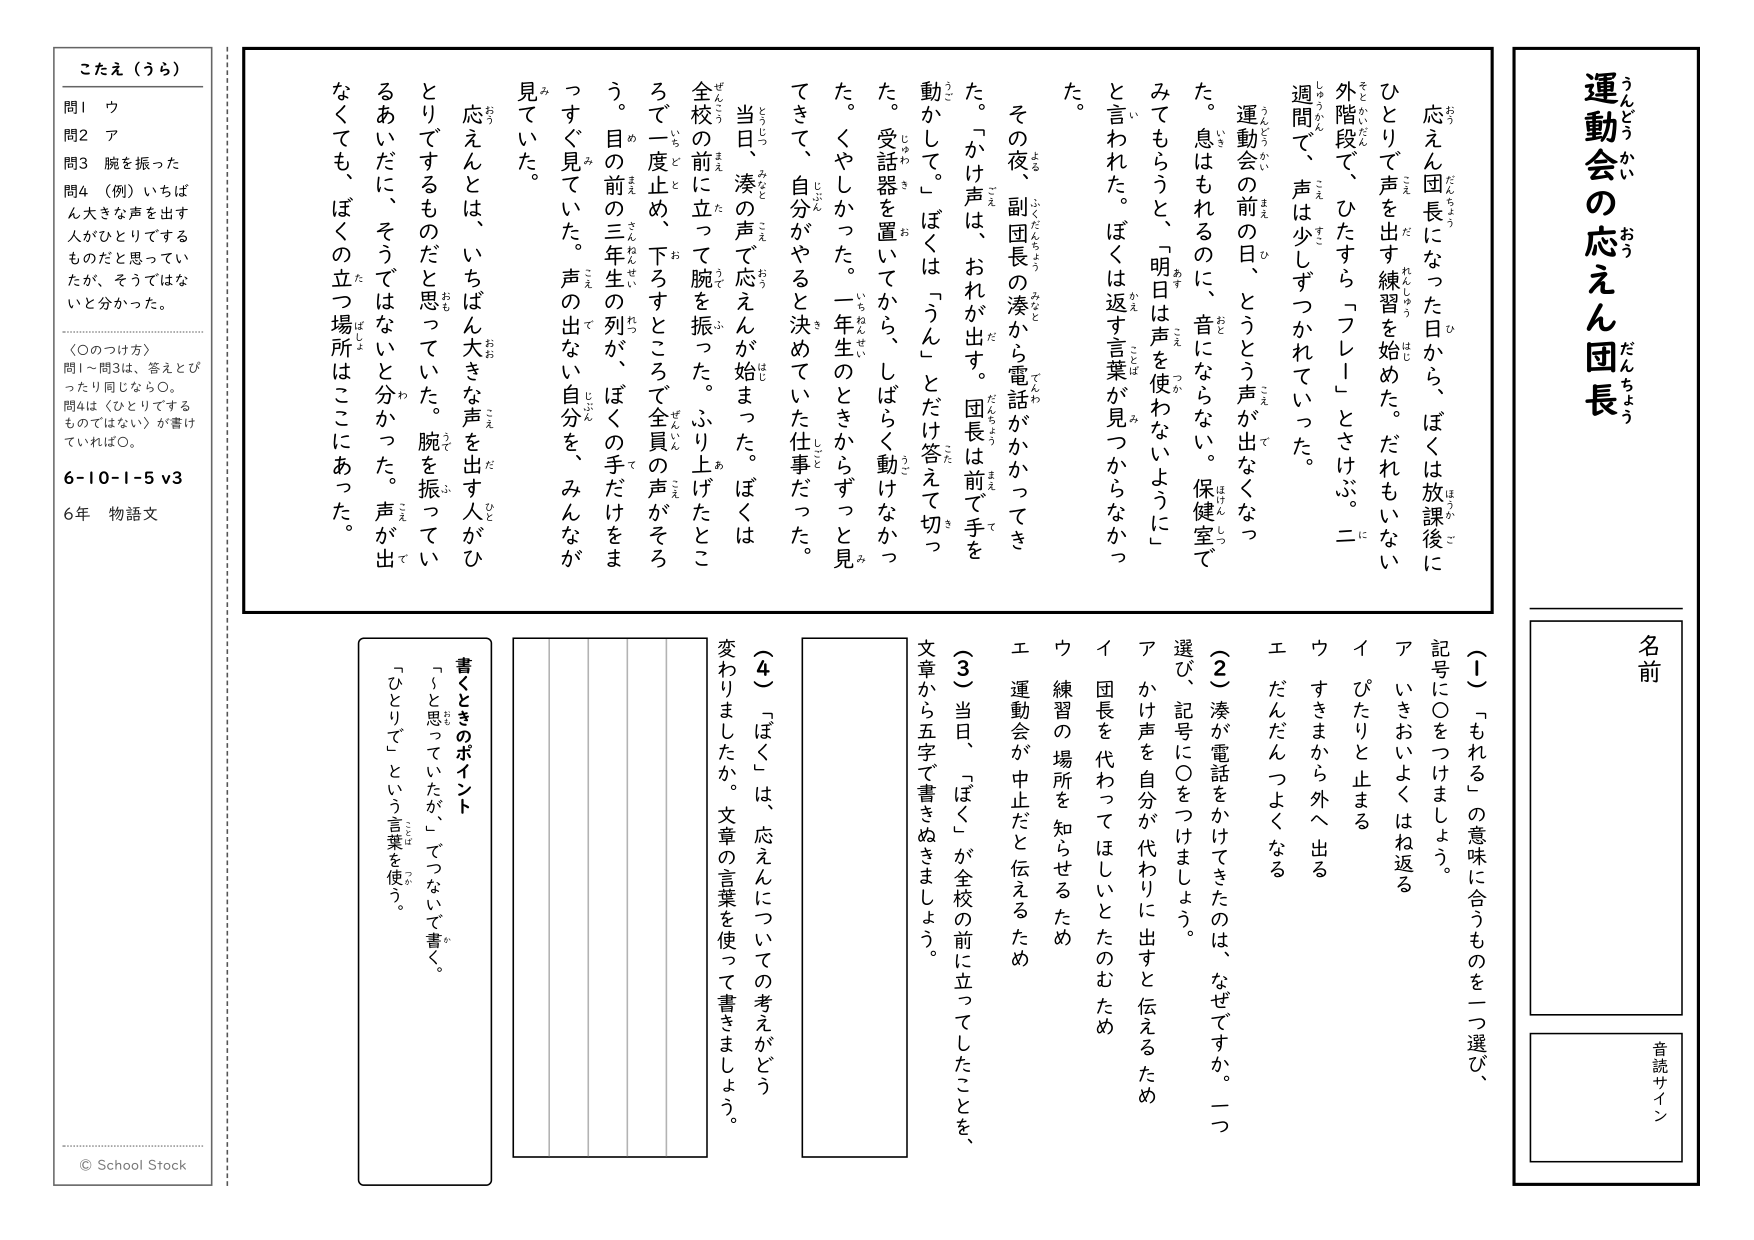 運動会の応えん団長
名前
音読サイン
応えん団長になった日から、ぼくは放課後に
ひとりで声を出す練習を始めた。だれもいない
外階段で、ひたすら「フレー」とさけぶ。二
週間で、声は少しずつかれていった。
運動会の前の日、とうとう声が出なくなっ
た。息はもれるのに、音にならない。保健室で
みてもらうと、「明日は声を使わないように」
と言われた。ぼくは返す言葉が見つからなかっ
た。
その夜、副団長の湊から電話がかかってき
た。「かけ声は、おれが出す。団長は前で手を
動かして。」ぼくは「うん」とだけ答えて切っ
た。受話器を置いてから、しばらく動けなかっ
た。くやしかった。一年生のときからずっと見
てきて、自分がやると決めていた仕事だった。
当日、湊の声で応えんが始まった。ぼくは
全校の前に立って腕を振った。ふり上げたとこ
ろで一度止め、下ろすところで全員の声がそろ
う。目の前の三年生の列が、ぼくの手だけをま
っすぐ見ていた。声の出ない自分を、みんなが
見ていた。
応えんとは、いちばん大きな声を出す人がひ
とりでするものだと思っていた。腕を振ってい
るあいだに、そうではないと分かった。声が出
なくても、ぼくの立つ場所はここにあった。
(1)「もれる」の意味に合うものを一つ選び、
記号に○をつけましょう。
ア いきおいよく はね返る
イ ぴたりと 止まる
ウ すきまから 外へ 出る
エ だんだん つよく なる
(2)湊が電話をかけてきたのは、なぜですか。一つ
選び、記号に○をつけましょう。
ア かけ声を 自分が 代わりに 出すと 伝える ため
イ 団長を 代わって ほしいと たのむ ため
ウ 練習の 場所を 知らせる ため
エ 運動会が 中止だと 伝える ため
(3)当日、「ぼく」が全校の前に立ってしたことを、
文章から五字で書きぬきましょう。
(4)「ぼく」は、応えんについての考えがどう
変わりましたか。文章の言葉を使って書きましょう。
書くときのポイント
「〜と思っていたが、」でつないで書く。
「ひとりで」という言葉を使う。
こたえ(うら)
問1 ウ
問2 ア
問3 腕を振った
問4 (例)いちば
ん大きな声を出す
人がひとりでする
ものだと思ってい
たが、そうではな
いと分かった。
〈○のつけ方〉
問1〜問3は、答えとぴ
ったり同じなら○。
問4は〈ひとりでする
ものではない〉が書け
ていれば○。
6-10-1-5 v3
6年 物語文
© School Stock